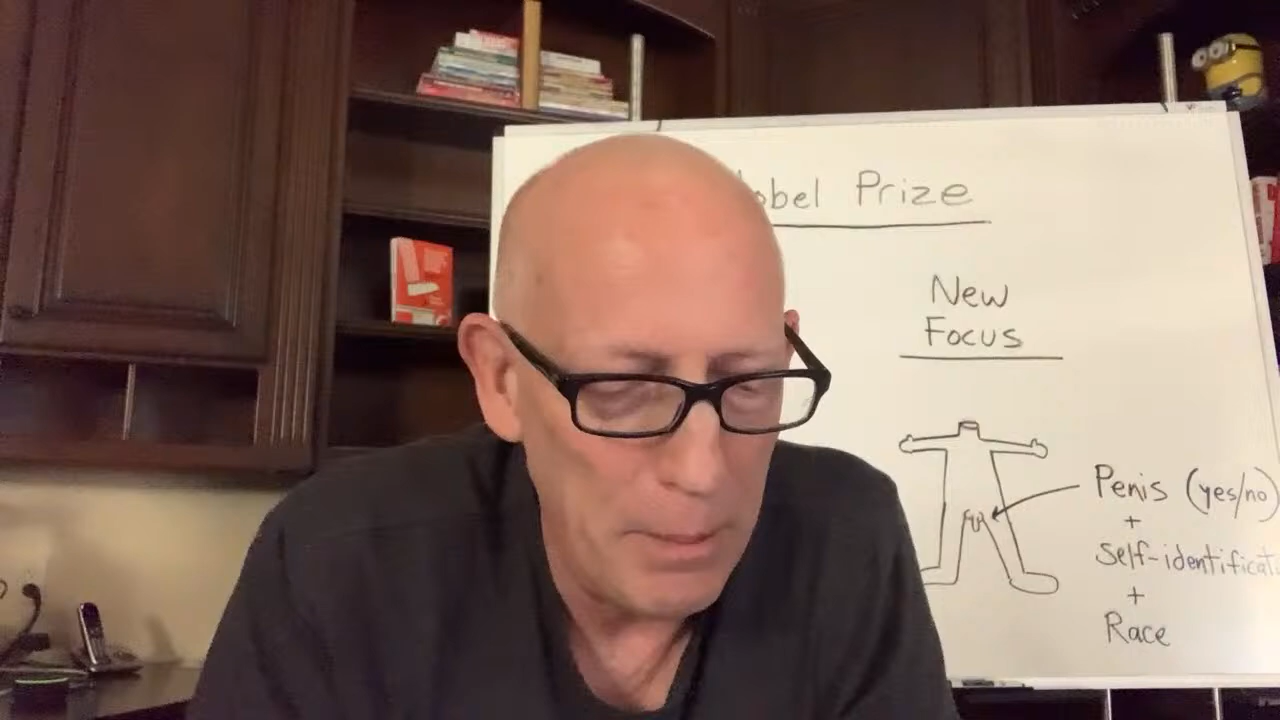 obel Prize
New
Focus
Penis (yes/no)
+
Self-identificat
+
Race